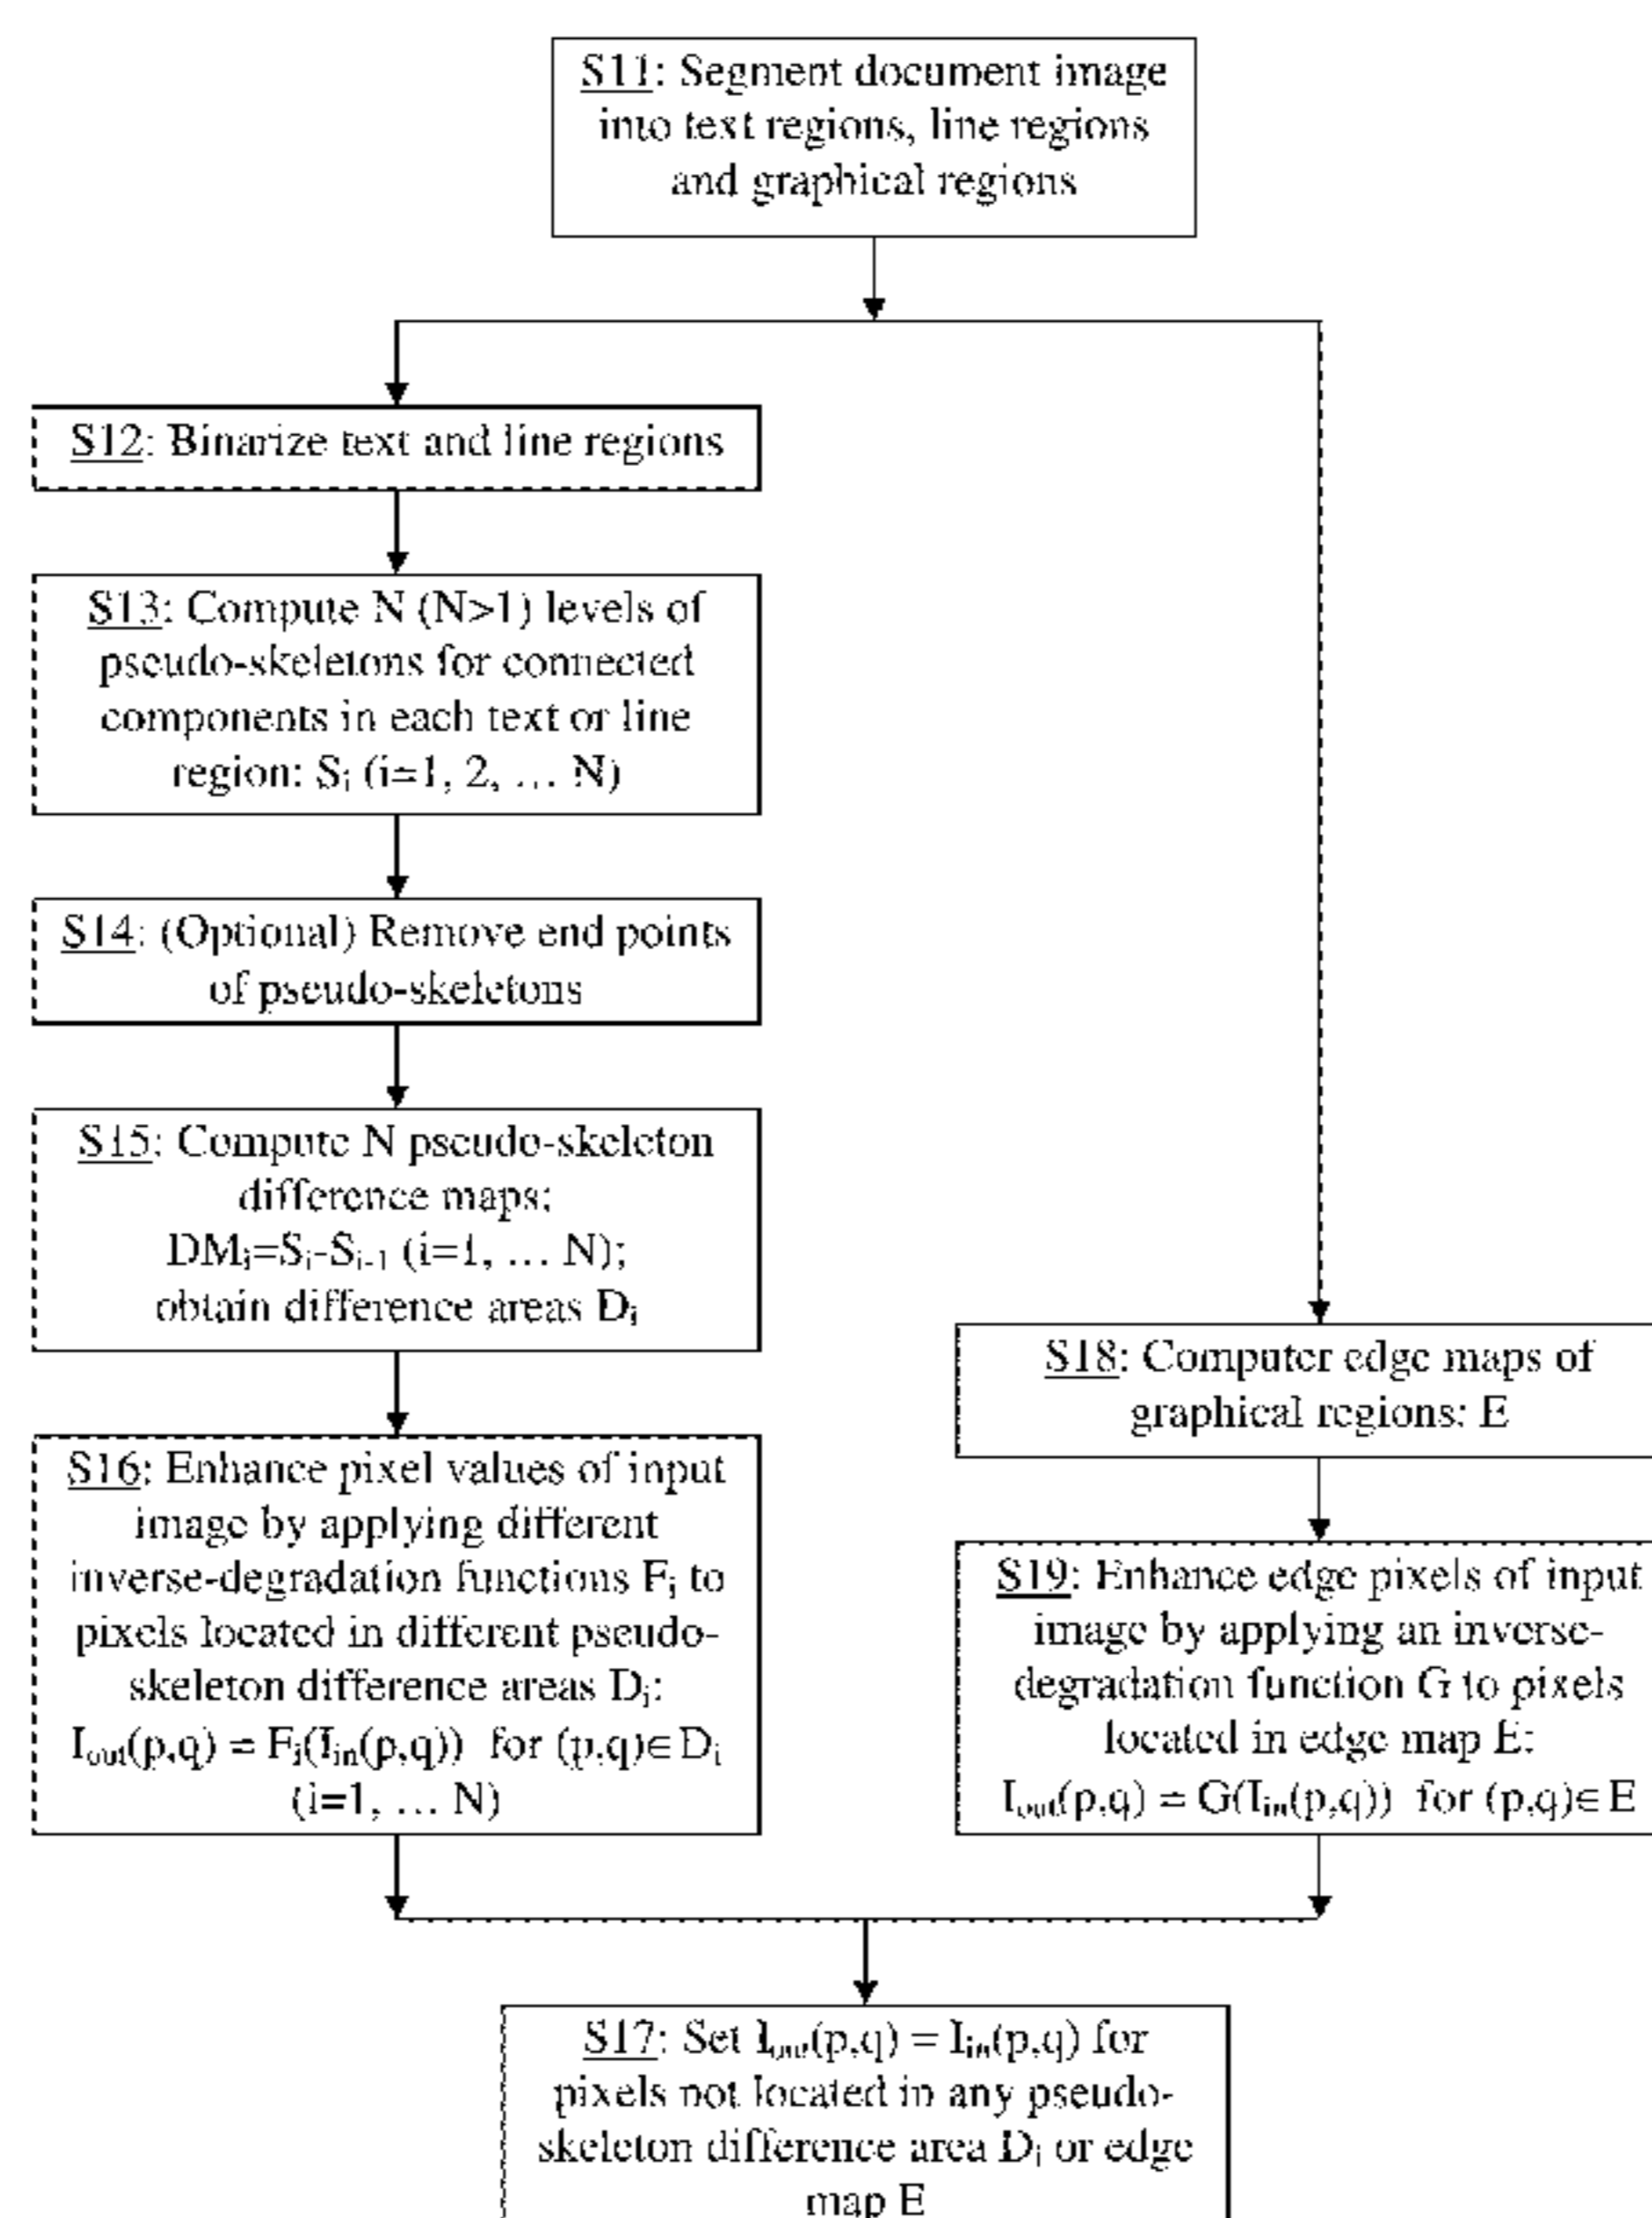 S11: Segment document image
into text regions, line regions
and graphical regions
S12: Binarize text and line regions
S13: Compute N (N>1) levels of
pseudo-skeletons for connected
components in each text or line
region: Sᵢ (i=1, 2, … N)
S14: (Optional) Remove end points
of pseudo-skeletons
S15: Compute N pseudo-skeleton
difference maps:
DMᵢ=Sᵢ-Sᵢ₋₁ (i=1, … N);
obtain difference areas Dᵢ
S16: Enhance pixel values of input
image by applying different
inverse-degradation functions Fᵢ to
pixels located in different pseudo-
skeleton difference areas Dᵢ:
Iout(p,q) = Fᵢ(Iin(p,q)) for (p,q)∈Dᵢ
(i=1, … N)
S18: Computer edge maps of
graphical regions: E
S19: Enhance edge pixels of input
image by applying an inverse-
degradation function G to pixels
located in edge map E:
Iout(p,q) = G(Iin(p,q)) for (p,q)∈E
S17: Set Iout(p,q) = Iin(p,q) for
pixels not located in any pseudo-
skeleton difference area Dᵢ or edge
map E